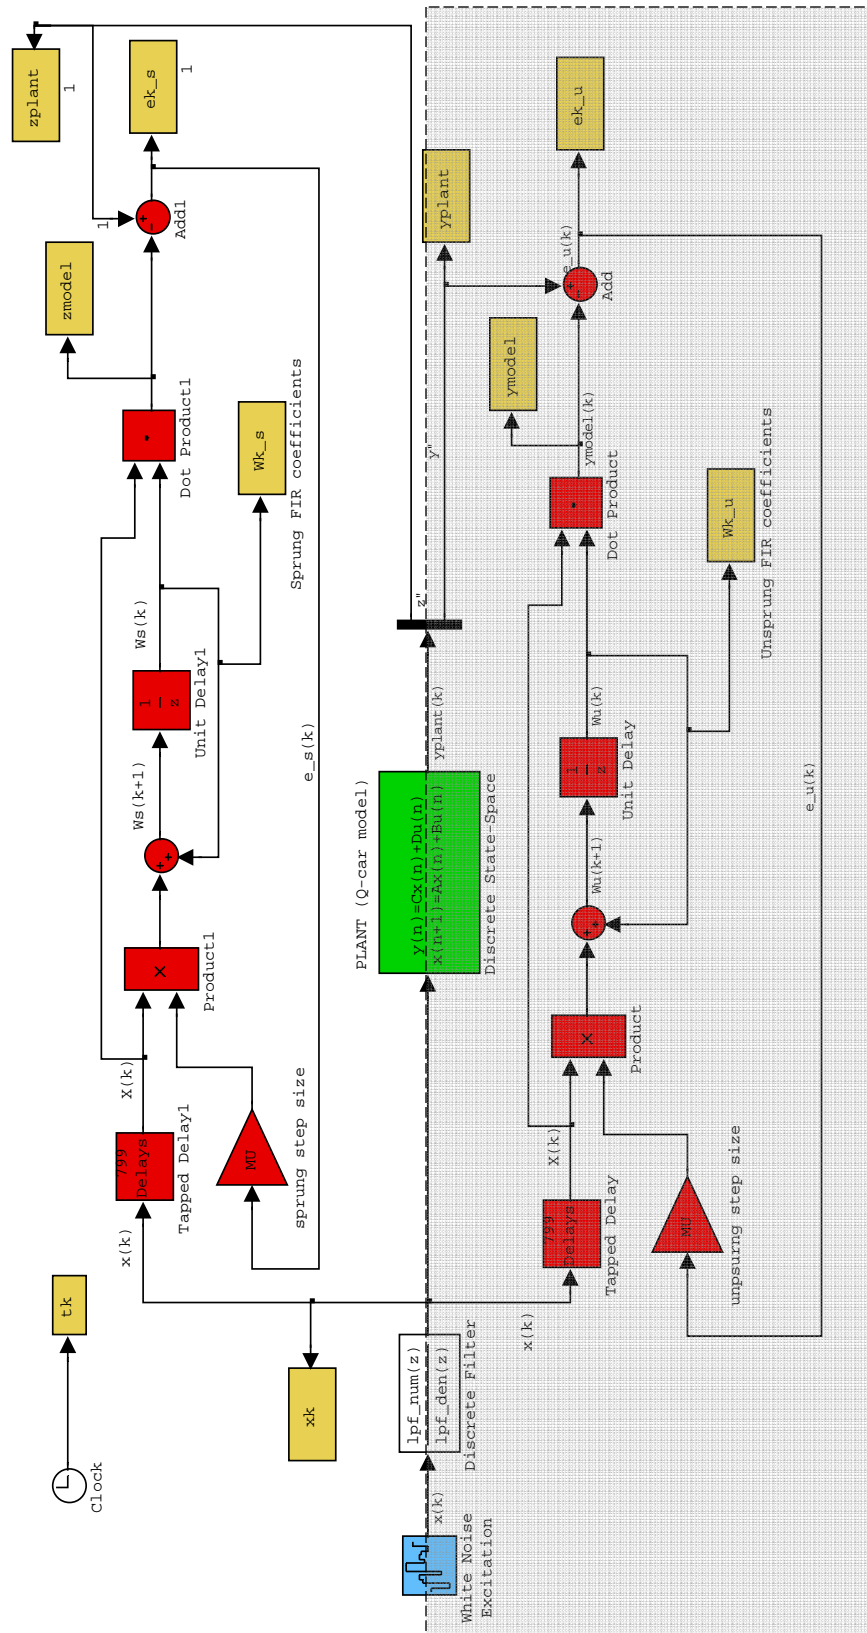 Clock
tk
xk
White Noise
Excitation
x(k)
lpf_num(z)
lpf_den(z)
Discrete Filter
x(k)
799
Delays
Tapped Delay1
X(k)
MU
sprung step size
×
Product1
+
+
Ws(k+1)
1
z
Unit Delay1
Ws(k)
Wk_s
Sprung FIR coefficients
Dot Product1
zmodel
+
−
Add1
1
ek_s
1
zplant
1
e_s(k)
PLANT (Q-car model)
y(n)=Cx(n)+Du(n)
x(n+1)=Ax(n)+Bu(n)
Discrete State-Space
yplant(k)
z"
y"
yplant
x(k)
799
Delays
Tapped Delay
X(k)
MU
unpsurng step size
×
Product
+
+
Wu(k+1)
1
z
Unit Delay
Wu(k)
Wk_u
Unsprung FIR coefficients
Dot Product
ymodel(k)
ymodel
+
−
Add
e_u(k)
ek_u
e_u(k)